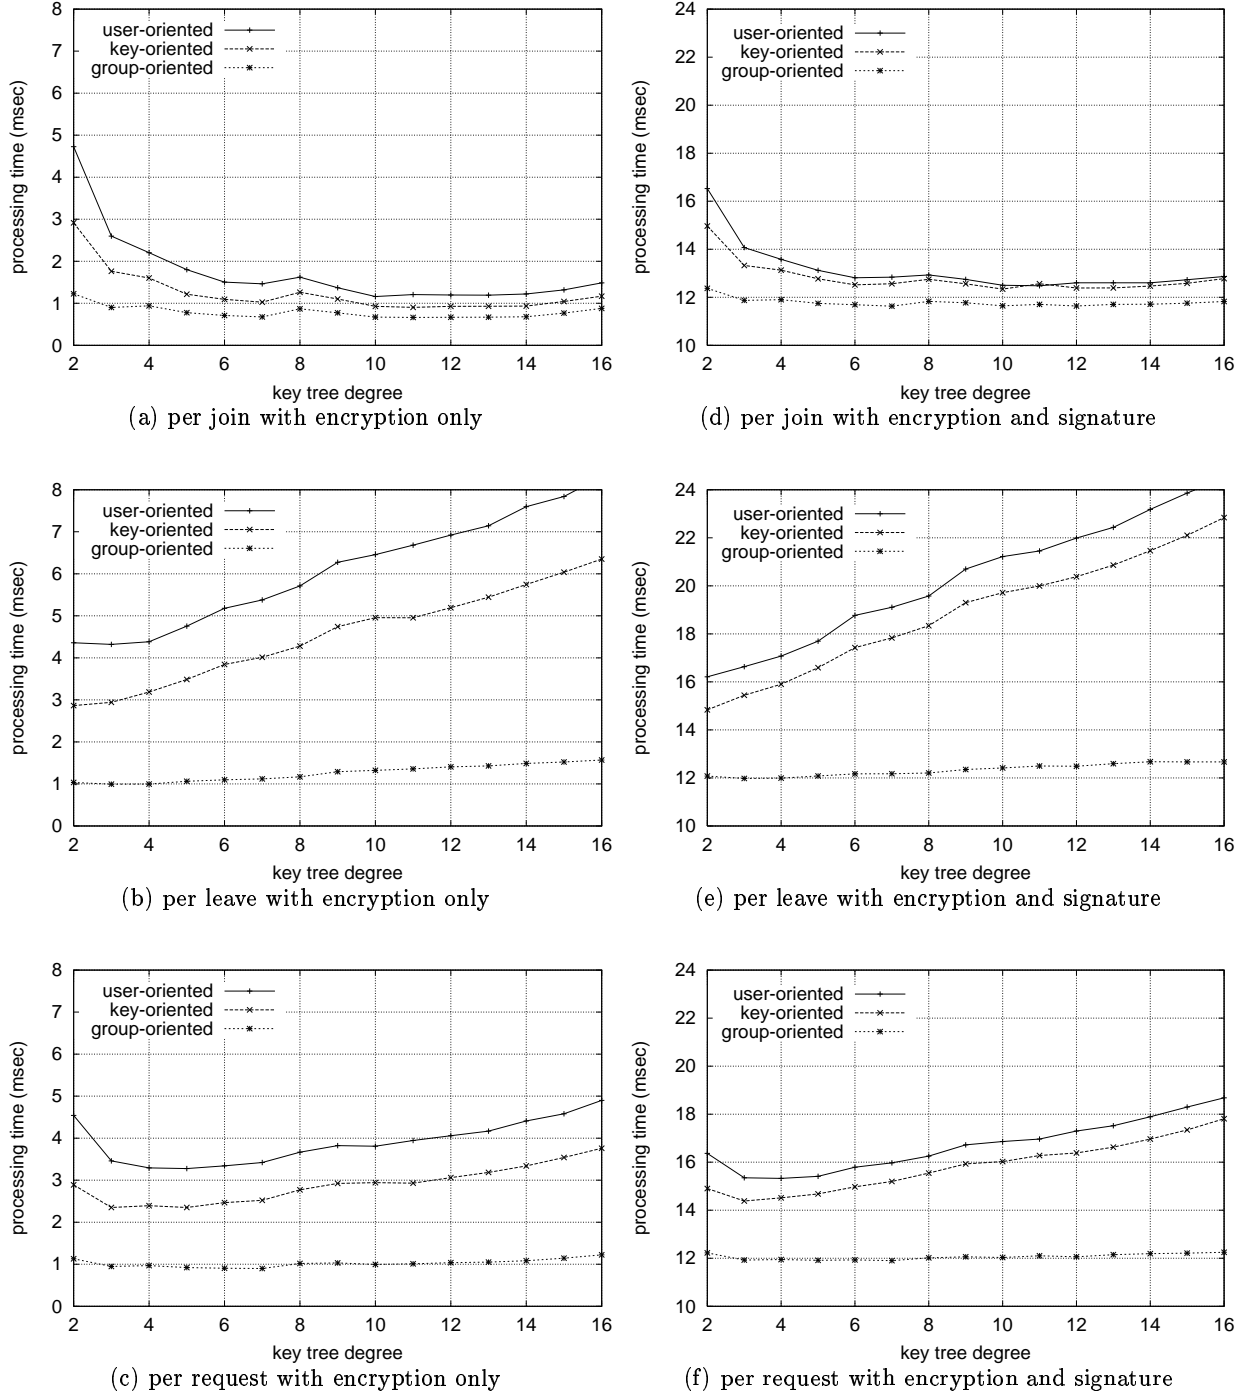 8
7
6
5
4
3
2
1
0
processing time (msec)
user-oriented
key-oriented
group-oriented
2 4 6 8 10 12 14 16
key tree degree
(a) per join with encryption only
24
22
20
18
16
14
12
10
processing time (msec)
user-oriented
key-oriented
group-oriented
2 4 6 8 10 12 14 16
key tree degree
(d) per join with encryption and signature
8
7
6
5
4
3
2
1
0
processing time (msec)
user-oriented
key-oriented
group-oriented
2 4 6 8 10 12 14 16
key tree degree
(b) per leave with encryption only
24
22
20
18
16
14
12
10
processing time (msec)
user-oriented
key-oriented
group-oriented
2 4 6 8 10 12 14 16
key tree degree
(e) per leave with encryption and signature
8
7
6
5
4
3
2
1
0
processing time (msec)
user-oriented
key-oriented
group-oriented
2 4 6 8 10 12 14 16
key tree degree
(c) per request with encryption only
24
22
20
18
16
14
12
10
processing time (msec)
user-oriented
key-oriented
group-oriented
2 4 6 8 10 12 14 16
key tree degree
(f) per request with encryption and signature